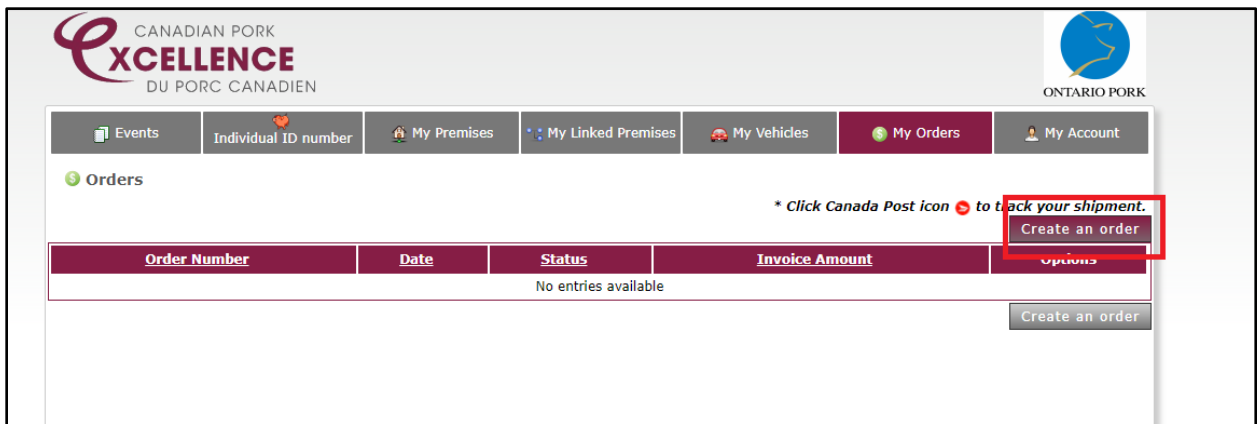 CANADIAN PORK
EXCELLENCE
DU PORC CANADIEN
ONTARIO PORK
Events
Individual ID number
My Premises
My Linked Premises
My Vehicles
My Orders
My Account
Orders
* Click Canada Post icon to track your shipment.
Create an order
Order Number Date Status Invoice Amount Options
No entries available
Create an order